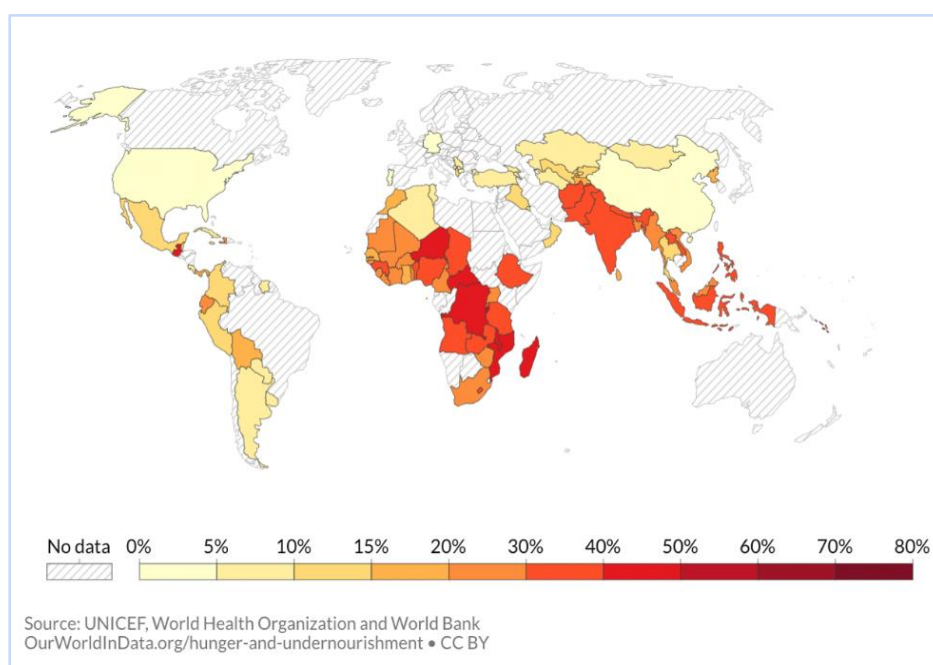 No data 0% 5% 10% 15% 20% 30% 40% 50% 60% 70% 80%
Source: UNICEF, World Health Organization and World Bank
OurWorldInData.org/hunger-and-undernourishment • CC BY